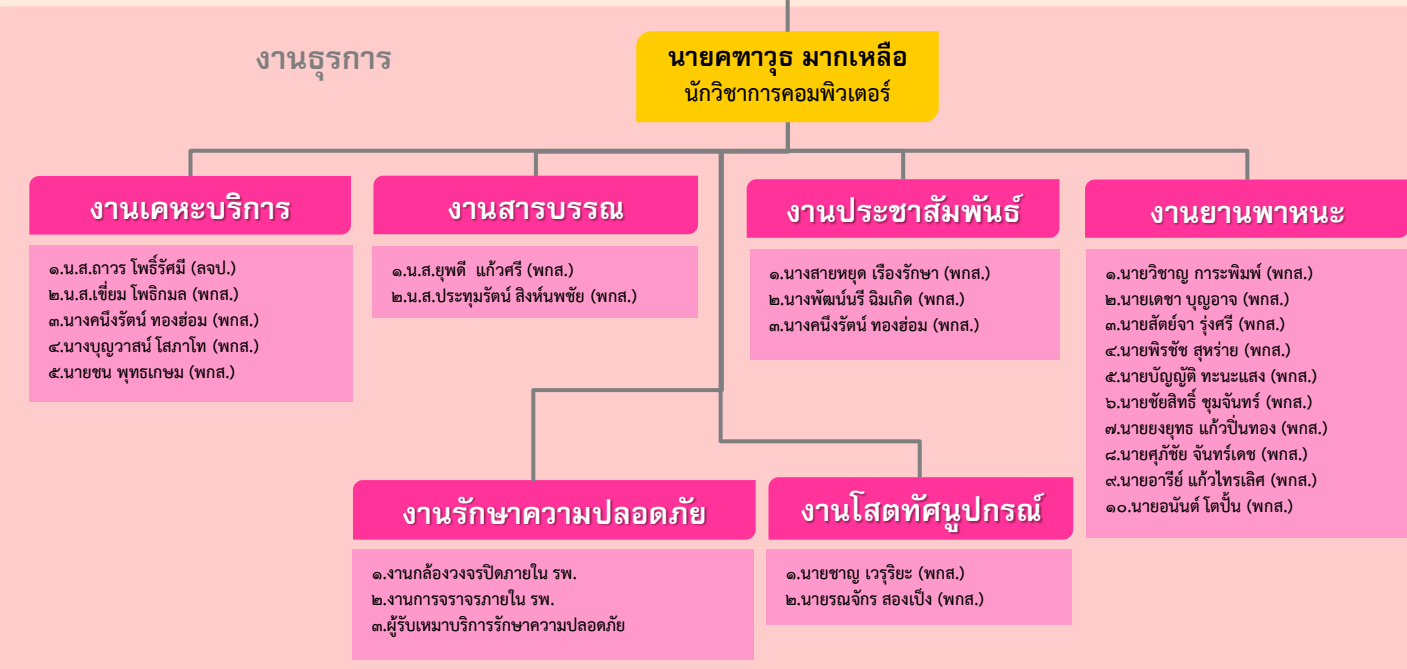 งานธุรการ
นายคฑาวุธ มากเหลือ
นักวิชาการคอมพิวเตอร์
งานเคหะบริการ
๑.น.ส.ถาวร โพธิ์รัศมี (ลจป.)
๒.น.ส.เขี่ยม โพธิกมล (พกส.)
๓.นางคนึงรัตน์ ทองฮ่อม (พกส.)
๔.นางบุญวาสน์ โสภาโท (พกส.)
๕.นายชน พุทธเกษม (พกส.)
งานสารบรรณ
๑.น.ส.ยุพดี แก้วศรี (พกส.)
๒.น.ส.ประทุมรัตน์ สิงห์นพชัย (พกส.)
งานประชาสัมพันธ์
๑.นางสายหยุด เรืองรักษา (พกส.)
๒.นางพัฒน์นรี ฉิมเกิด (พกส.)
๓.นางคนึงรัตน์ ทองฮ่อม (พกส.)
งานยานพาหนะ
๑.นายวิชาญ การะพิมพ์ (พกส.)
๒.นายเดชา บุญอาจ (พกส.)
๓.นายสัตย์จา รุ่งศรี (พกส.)
๔.นายพิรชัช สุหร่าย (พกส.)
๕.นายบัญญัติ ทะนะแสง (พกส.)
๖.นายชัยสิทธิ์ ชุมจันทร์ (พกส.)
๗.นายยงยุทธ แก้วปิ่นทอง (พกส.)
๘.นายศุภัชัย จันทร์เดช (พกส.)
๙.นายอารีย์ แก้วไทรเลิศ (พกส.)
๑๐.นายอนันต์ โตปั้น (พกส.)
งานรักษาความปลอดภัย
๑.งานกล้องวงจรปิดภายใน รพ.
๒.งานการจราจรภายใน รพ.
๓.ผู้รับเหมาบริการรักษาความปลอดภัย
งานโสตทัศนูปกรณ์
๑.นายชาญ เวรุริยะ (พกส.)
๒.นายรณจักร สองเป็ง (พกส.)